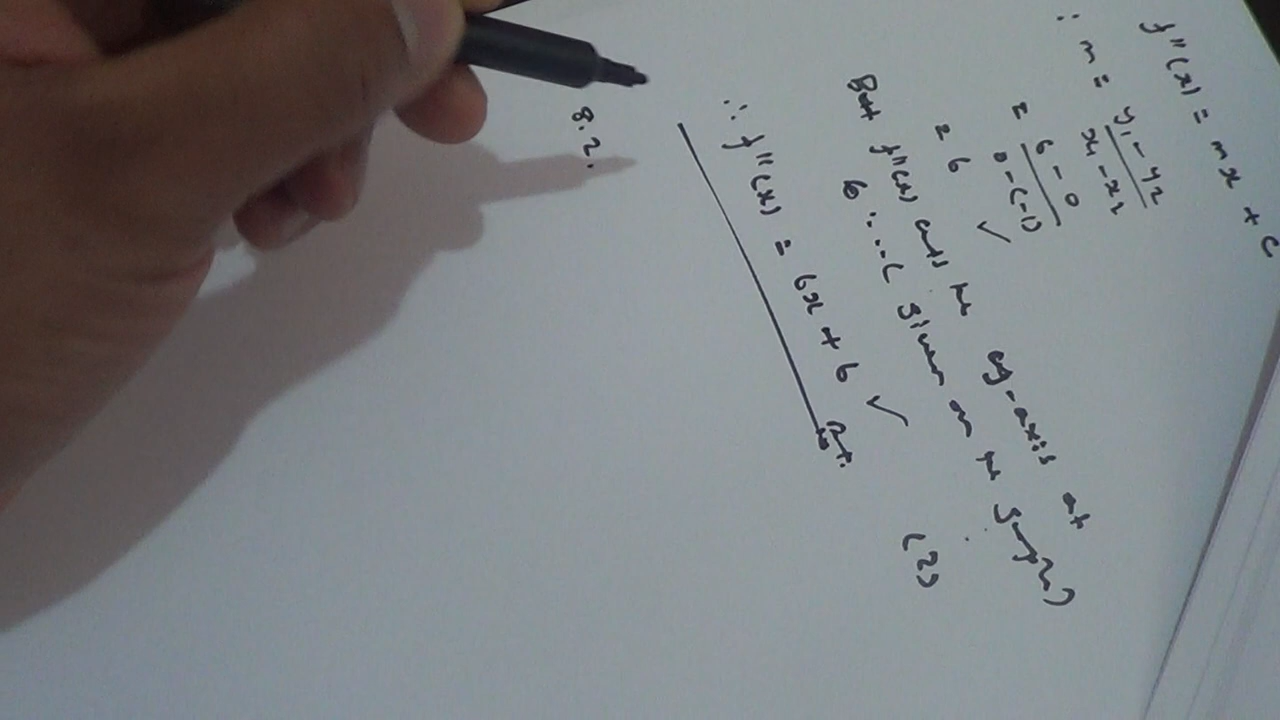 f''(x) = mx + c
∴ m = y1 - y2 / x1 - x2
= 6 - 0 / 0 - (-1)
= 6 ✓
But f''(x) cuts the y-axis at
6 ... ( given on the graph)
(2)
∴ f''(x) = 6x + 6 ✓
8.2.